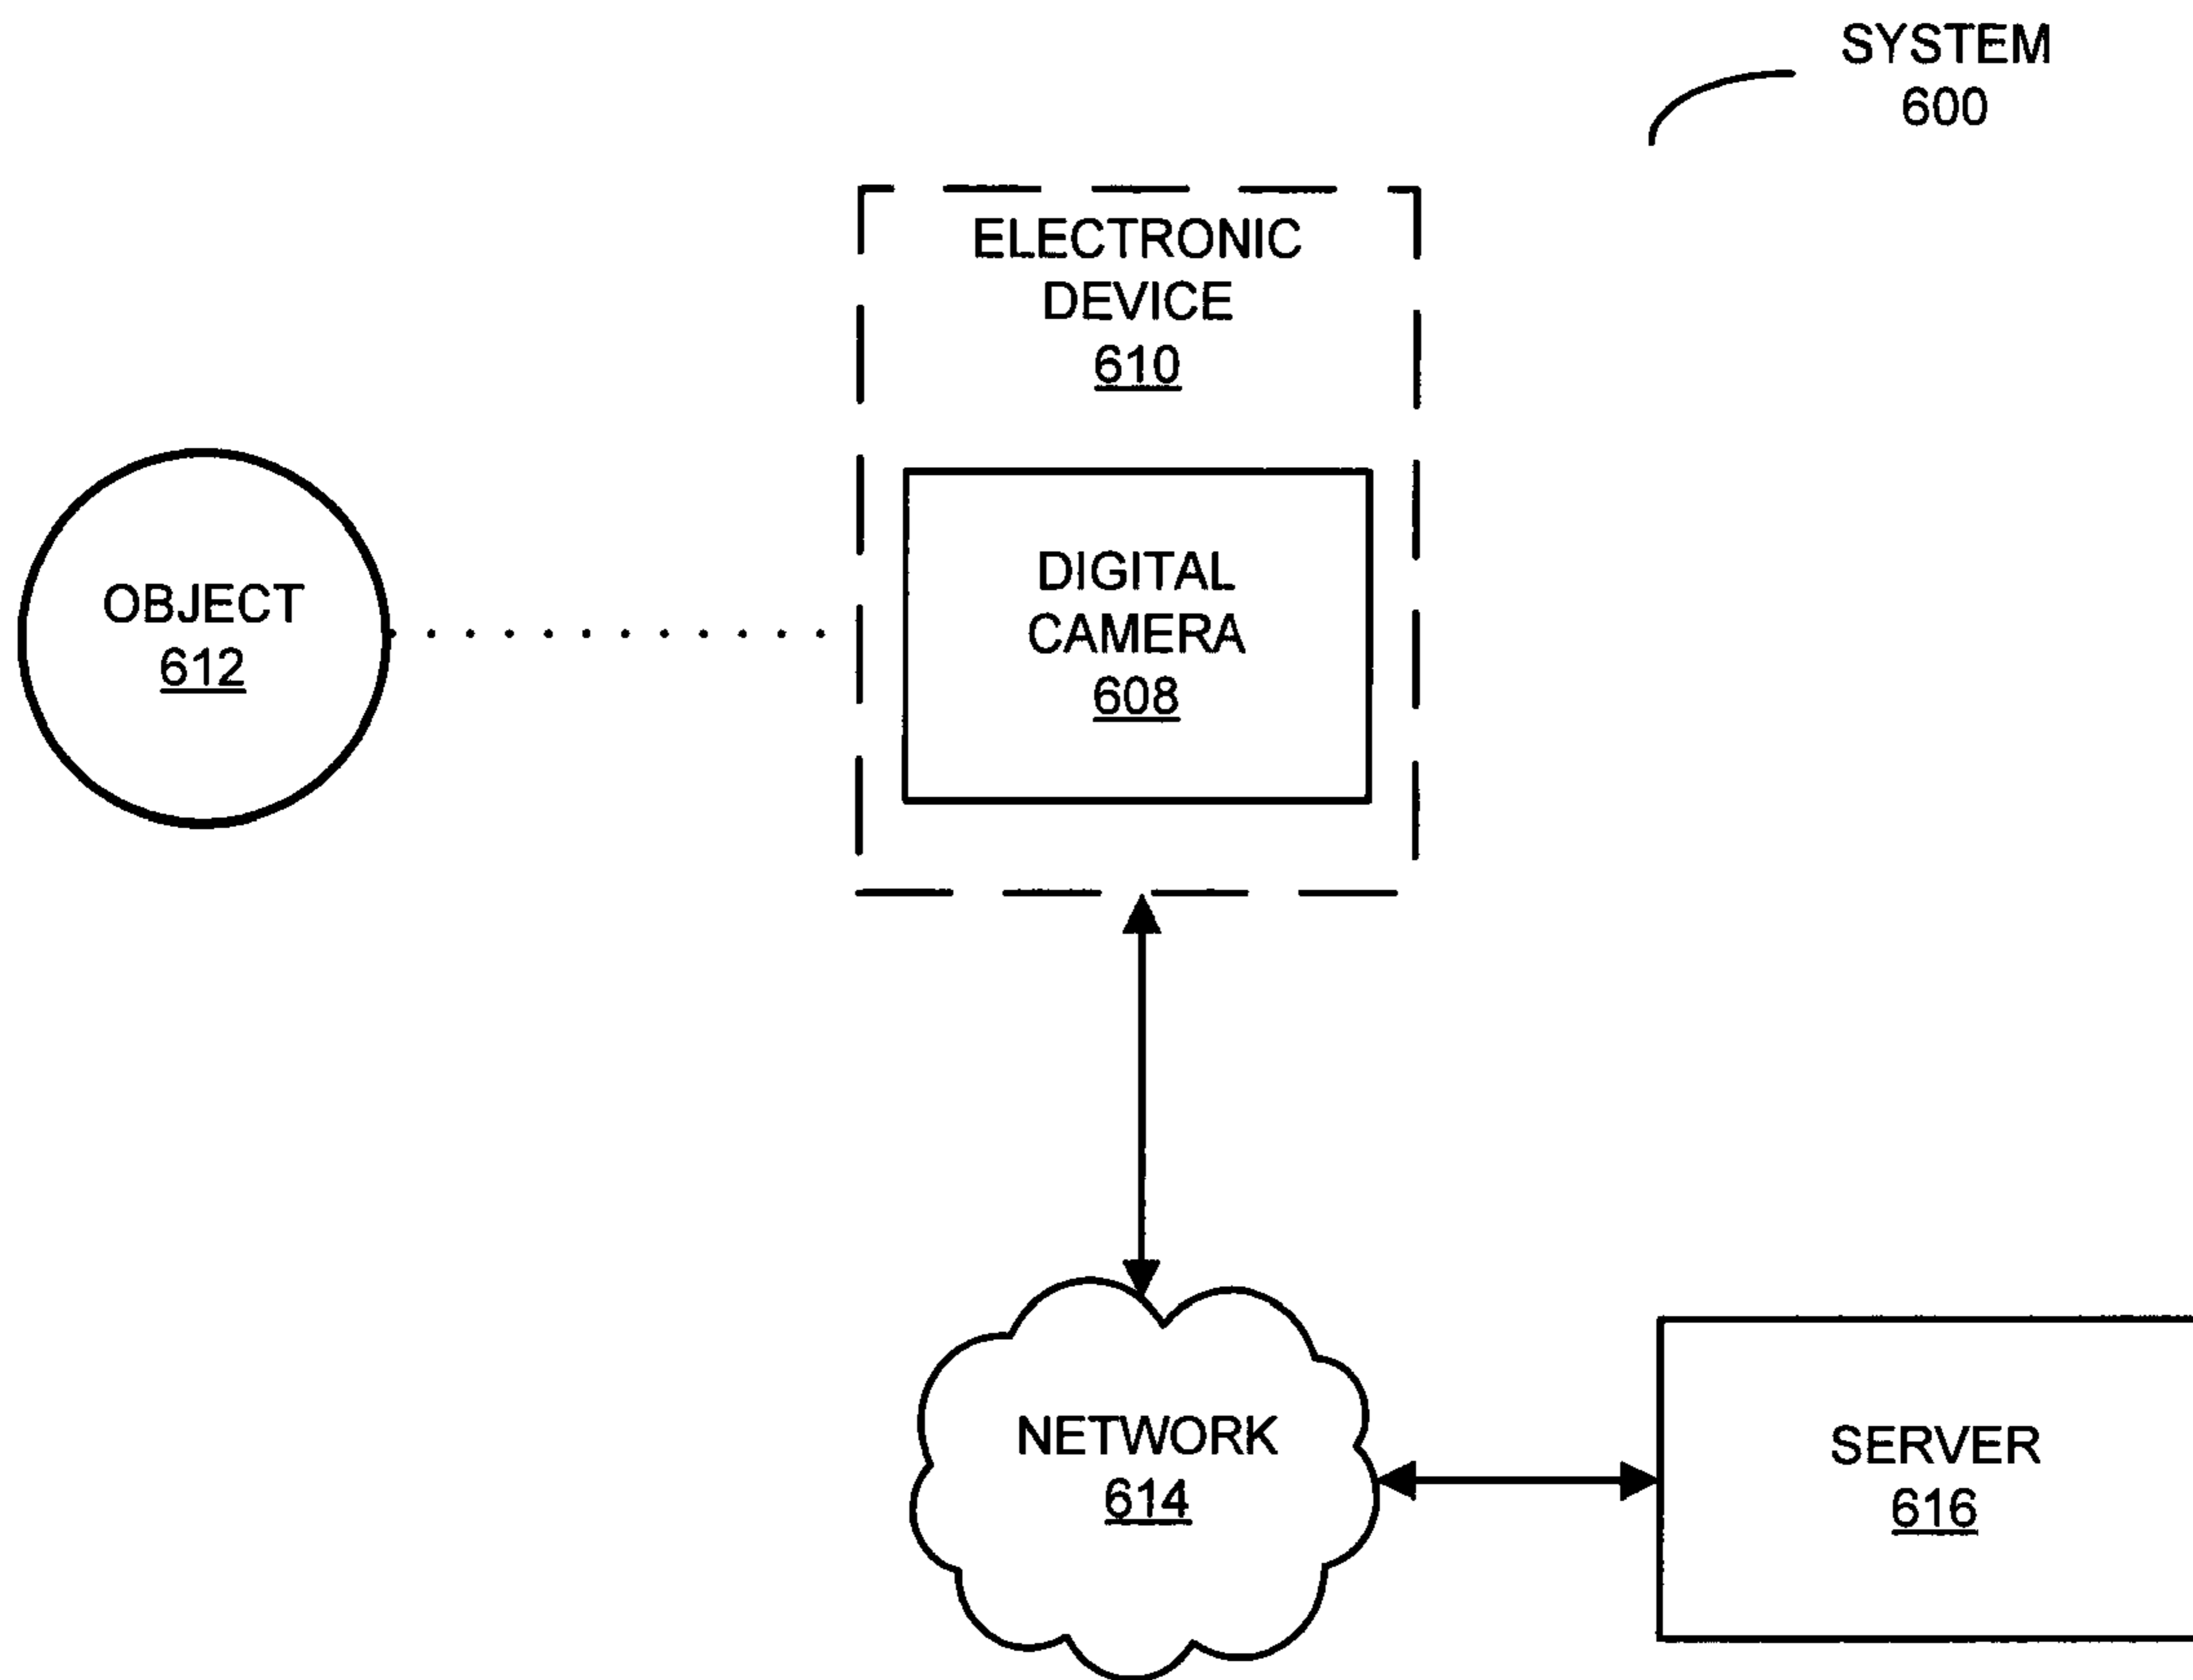 SYSTEM
600
ELECTRONIC
DEVICE
610
DIGITAL
CAMERA
608
OBJECT
612
NETWORK
614
SERVER
616